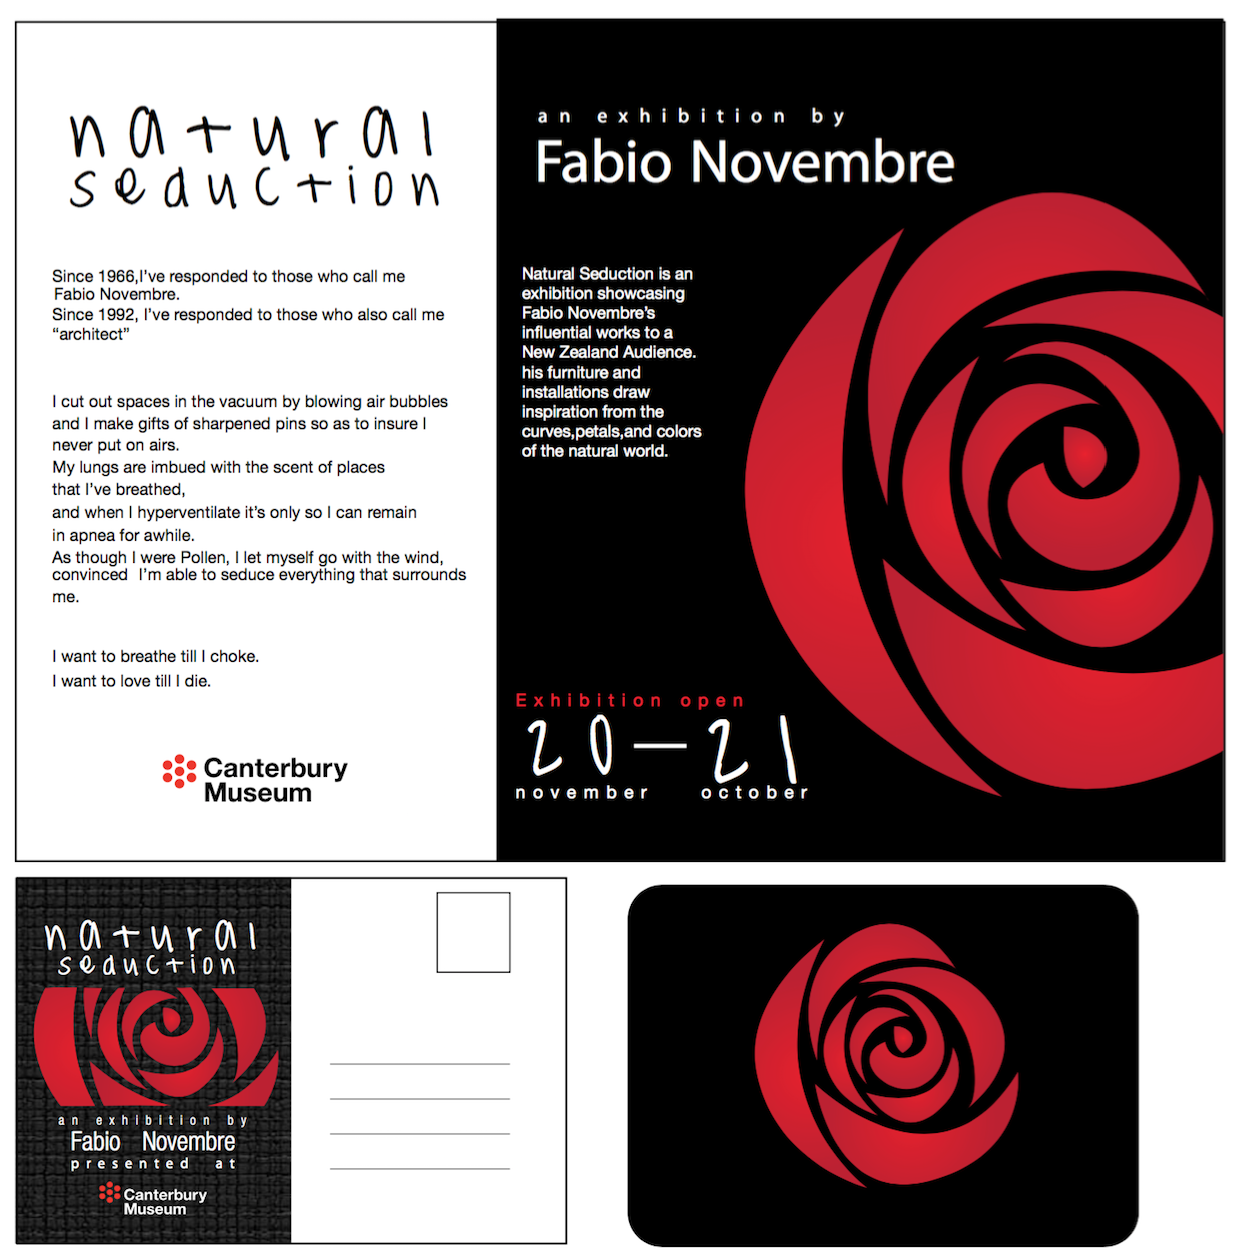 natural
seduction
Since 1966,I've responded to those who call me
Fabio Novembre.
Since 1992, I've responded to those who also call me
“architect”
I cut out spaces in the vacuum by blowing air bubbles
and I make gifts of sharpened pins so as to insure I
never put on airs.
My lungs are imbued with the scent of places
that I've breathed,
and when I hyperventilate it's only so I can remain
in apnea for awhile.
As though I were Pollen, I let myself go with the wind,
convinced I'm able to seduce everything that surrounds
me.
I want to breathe till I choke.
I want to love till I die.
Canterbury
Museum
an exhibition by
Fabio Novembre
Natural Seduction is an
exhibition showcasing
Fabio Novembre's
influential works to a
New Zealand Audience.
his furniture and
installations draw
inspiration from the
curves,petals,and colors
of the natural world.
Exhibition open
20—21
november october
natural
seduction
an exhibition by
Fabio Novembre
presented at
Canterbury
Museum